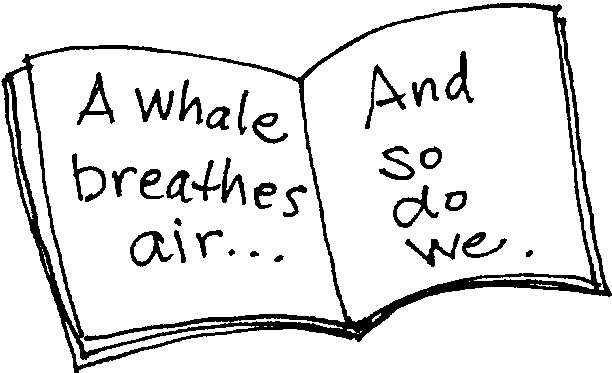 A whale
breathes
air...
And
so
do
we.